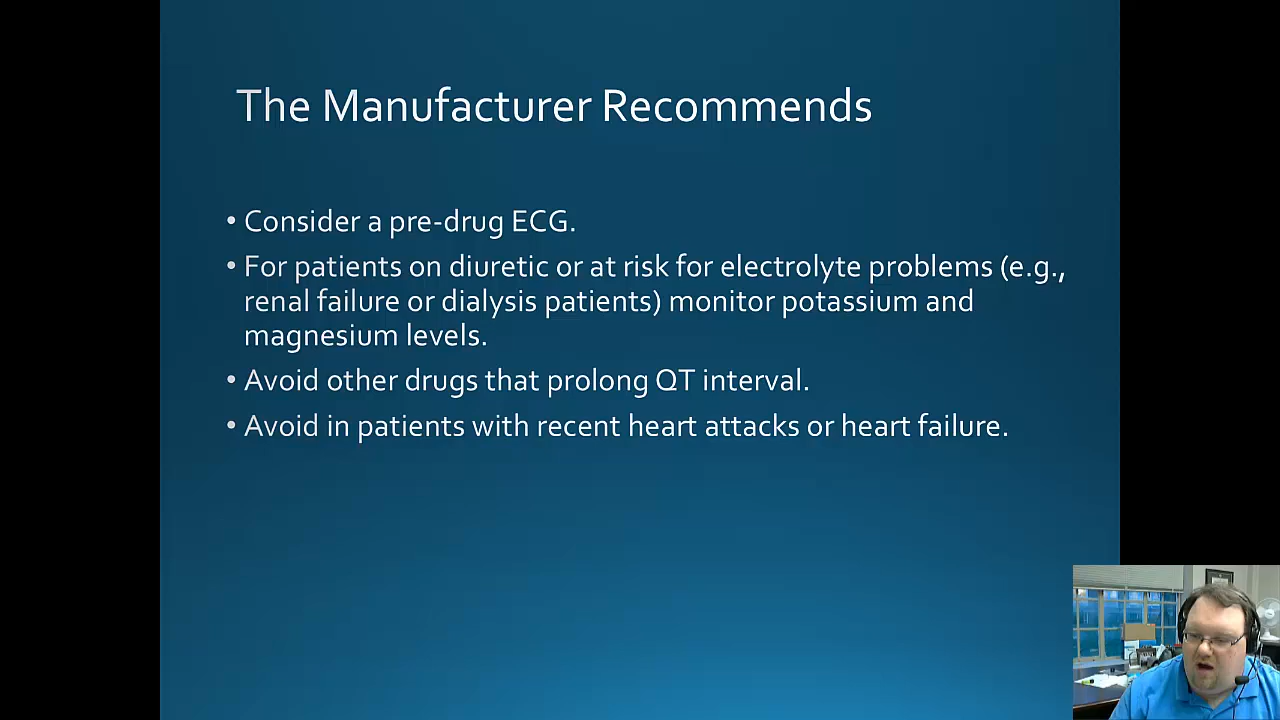 The Manufacturer Recommends
• Consider a pre-drug ECG.
• For patients on diuretic or at risk for electrolyte problems (e.g.,
renal failure or dialysis patients) monitor potassium and
magnesium levels.
• Avoid other drugs that prolong QT interval.
• Avoid in patients with recent heart attacks or heart failure.